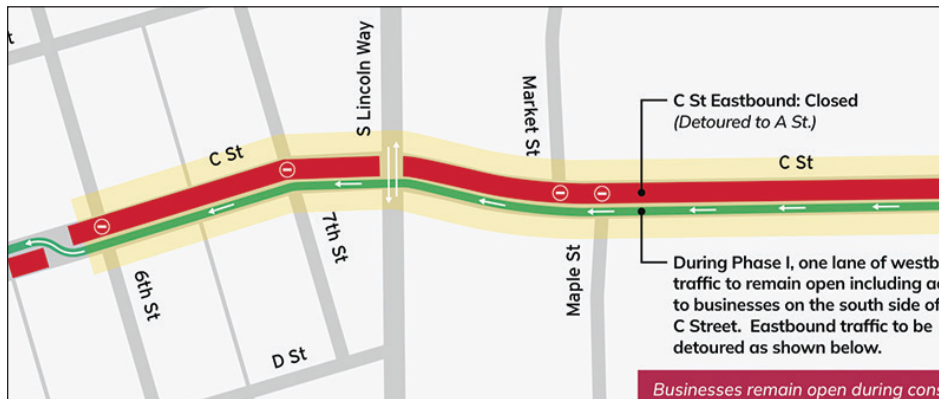 t
S Lincoln Way
Market St
C St
C St Eastbound: Closed
(Detoured to A St.)
C St
7th St
6th St
Maple St
D St
During Phase I, one lane of westb
traffic to remain open including a
to businesses on the south side of
C Street. Eastbound traffic to be
detoured as shown below.
Businesses remain open during cons